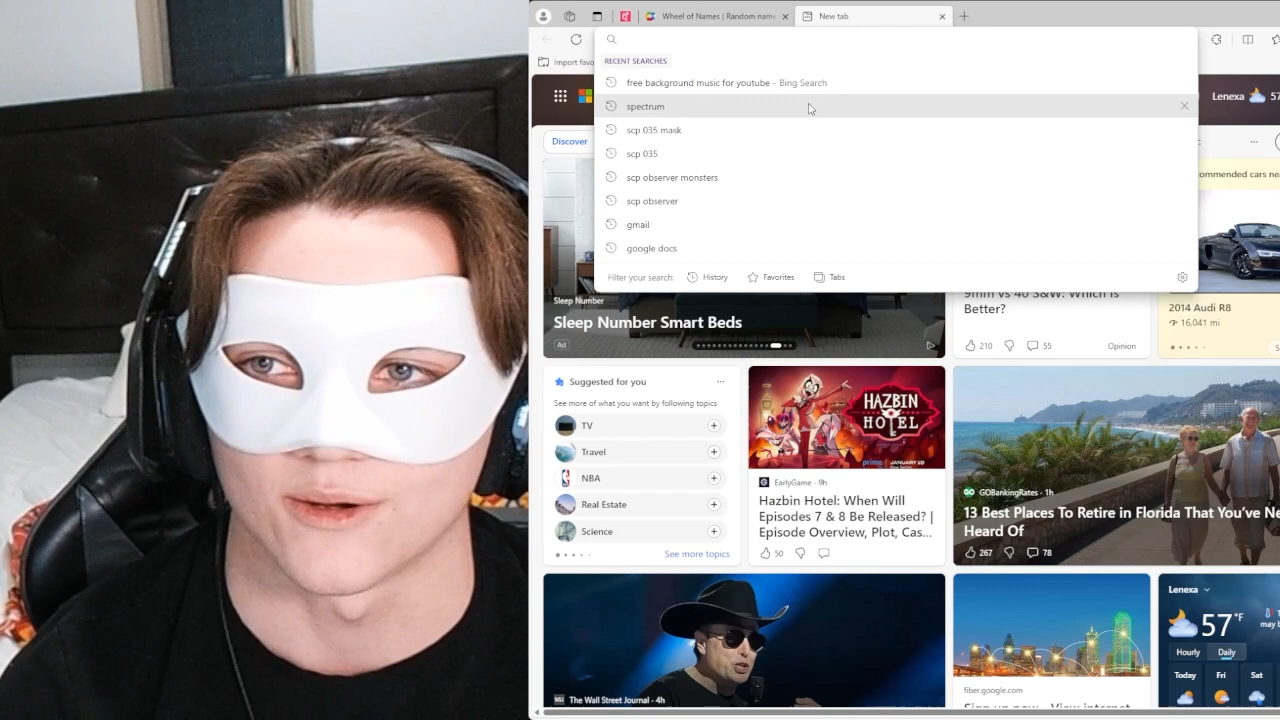 Wheel of Names | Random name
New tab
Import favo
RECENT SEARCHES
free background music for youtube - Bing Search
spectrum
scp 035 mask
scp 035
scp observer monsters
scp observer
gmail
google docs
Filter your search:
History
Favorites
Tabs
Lenexa
57
Discover
ommended cars ne
Sleep Number
Sleep Number Smart Beds
Ad
9mm vs 40 S&W: Which Is
Better?
210
55
Opinion
2014 Audi R8
16,041 mi
Suggested for you
See more of what you want by following topics
TV
Travel
NBA
Real Estate
Science
See more topics
HAZBIN
HOTEL
prime JANUARY 19
EarlyGame · 9h
Hazbin Hotel: When Will
Episodes 7 & 8 Be Released? |
Episode Overview, Plot, Cas...
50
GOBankingRates · 1h
13 Best Places To Retire in Florida That You've Ne
Heard Of
267
78
The Wall Street Journal · 4h
fiber.google.com
Sign up now - View internet
Lenexa
57 °F
may b
Hourly
Daily
Today
Fri
Sat